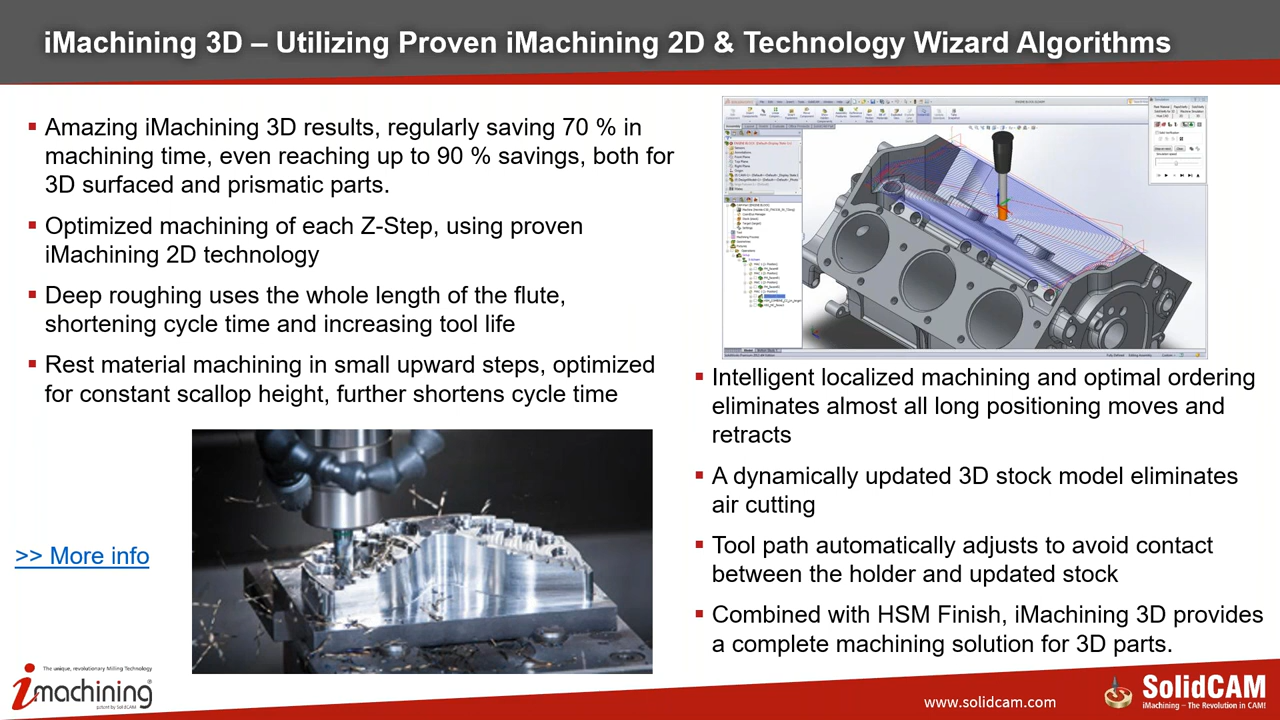 iMachining 3D – Utilizing Proven iMachining 2D & Technology Wizard Algorithms
▪ Amazing iMachining 3D results, regularly saving 70 % in
machining time, even reaching up to 90 % savings, both for
3D surfaced and prismatic parts.
▪ Optimized machining of each Z-Step, using proven
iMachining 2D technology
▪ Deep roughing uses the whole length of the flute,
shortening cycle time and increasing tool life
▪ Rest material machining in small upward steps, optimized
for constant scallop height, further shortens cycle time
>> More info
▪ Intelligent localized machining and optimal ordering
eliminates almost all long positioning moves and
retracts
▪ A dynamically updated 3D stock model eliminates
air cutting
▪ Tool path automatically adjusts to avoid contact
between the holder and updated stock
▪ Combined with HSM Finish, iMachining 3D provides
a complete machining solution for 3D parts.
The unique, revolutionary Milling Technology
imachining®
patent by SolidCAM
www.solidcam.com
SolidCAM
iMachining – The Revolution in CAM!